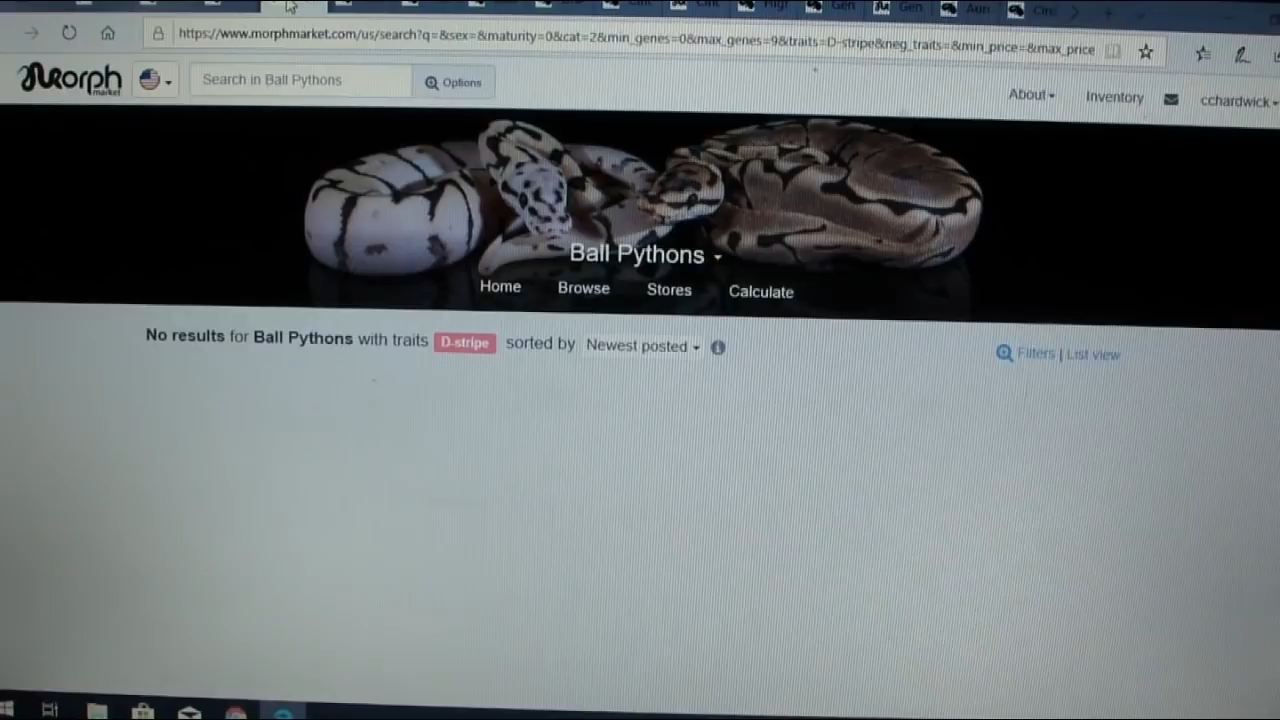 https://www.morphmarket.com/us/search?q=&sex=&maturity=0&cat=2&min_genes=0&max_genes=9&traits=D-stripe&neg_traits=&min_price=&max_price
Morph market
Search in Ball Pythons
Options
About
Inventory
cchardwick
Ball Pythons
Home
Browse
Stores
Calculate
No results for Ball Pythons with traits D-stripe sorted by Newest posted
Filters | List view